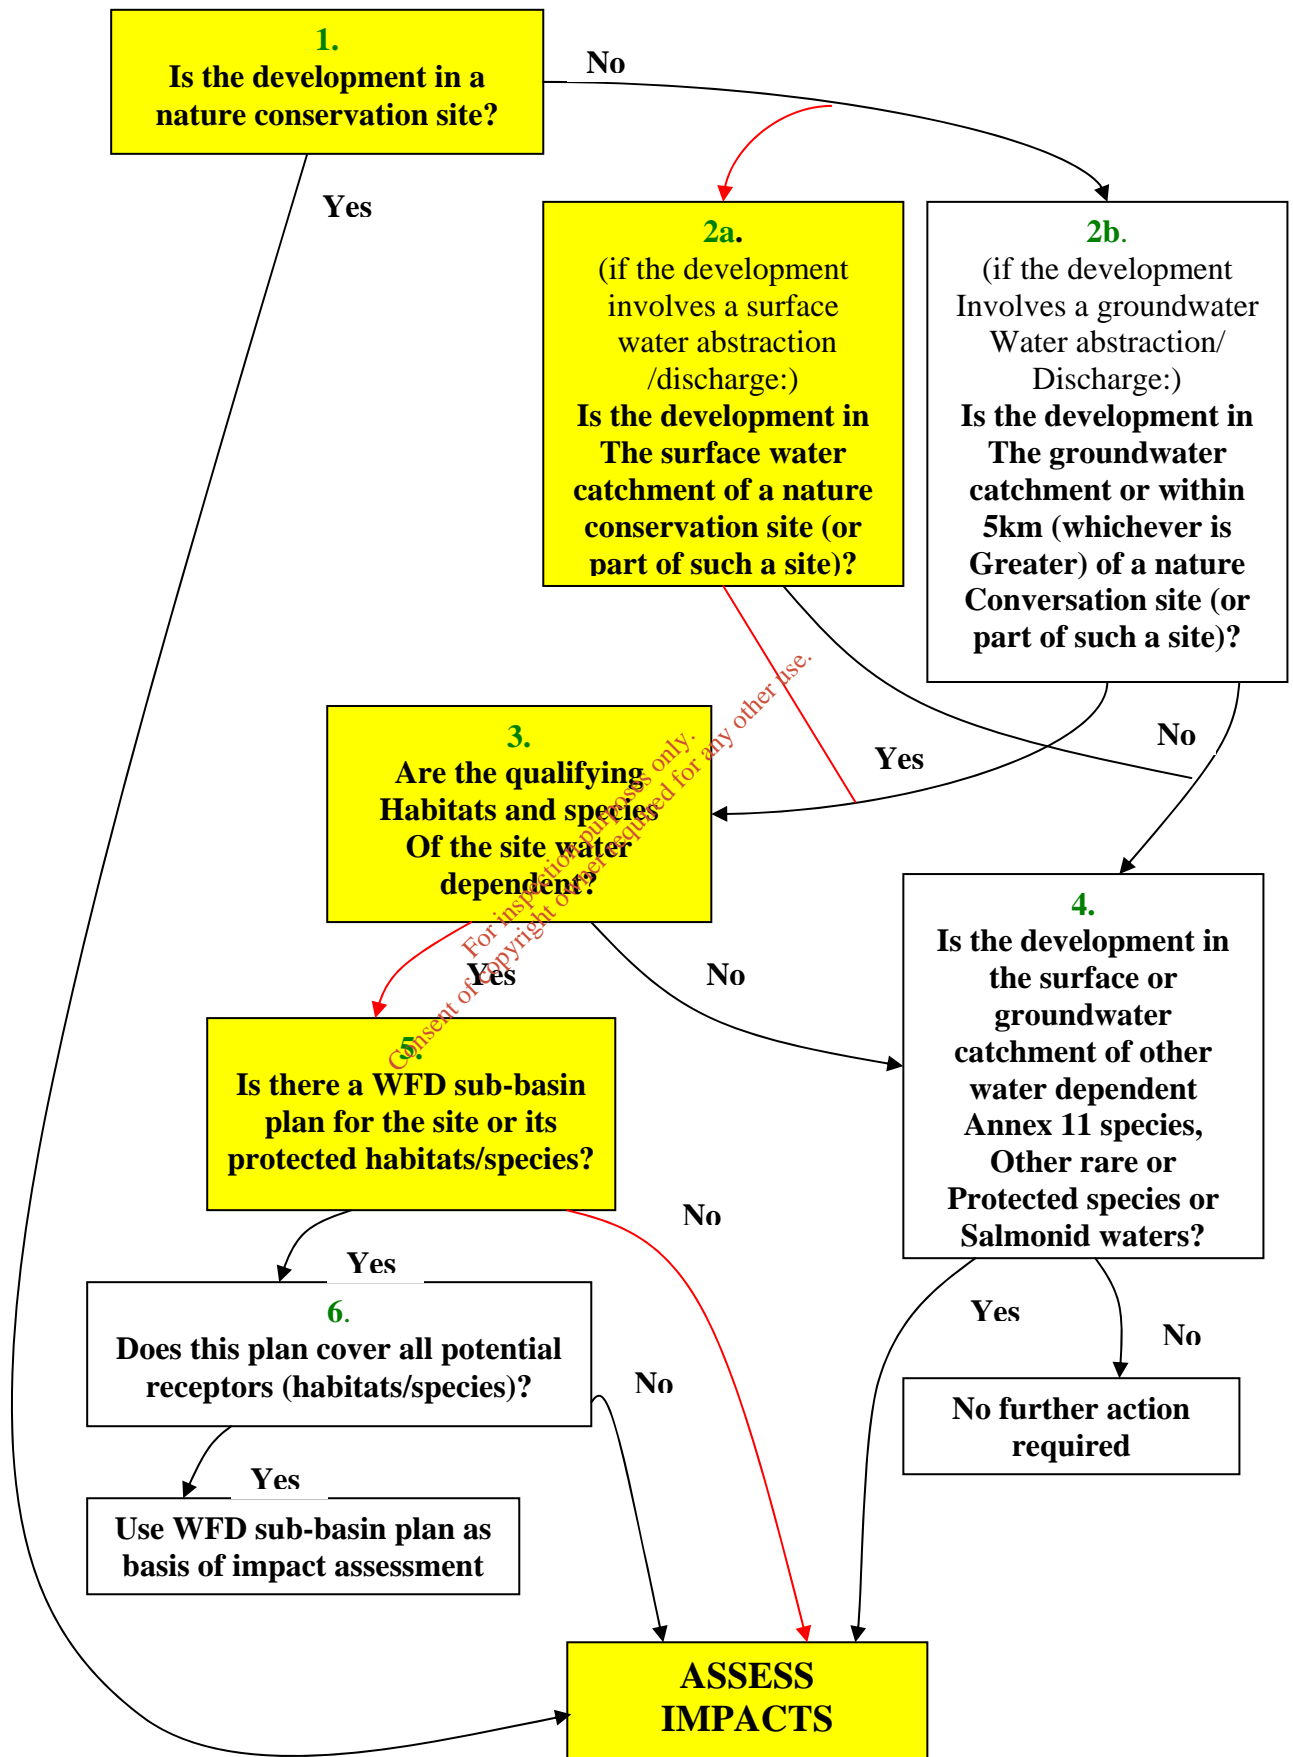 1.
Is the development in a
nature conservation site?
No
Yes
2a.
(if the development
involves a surface
water abstraction
/discharge:)
Is the development in
The surface water
catchment of a nature
conservation site (or
part of such a site)?
2b.
(if the development
Involves a groundwater
Water abstraction/
Discharge:)
Is the development in
The groundwater
catchment or within
5km (whichever is
Greater) of a nature
Conversation site (or
part of such a site)?
Yes
No
3.
Are the qualifying
Habitats and species
Of the site water
dependent?
For inspection purposes only.
Consent of copyright owner required for any other use.
Yes
No
4.
Is the development in
the surface or
groundwater
catchment of other
water dependent
Annex 11 species,
Other rare or
Protected species or
Salmonid waters?
5.
Is there a WFD sub-basin
plan for the site or its
protected habitats/species?
No
Yes
Yes
No
6.
Does this plan cover all potential
receptors (habitats/species)?
No
No further action
required
Yes
Use WFD sub-basin plan as
basis of impact assessment
ASSESS
IMPACTS